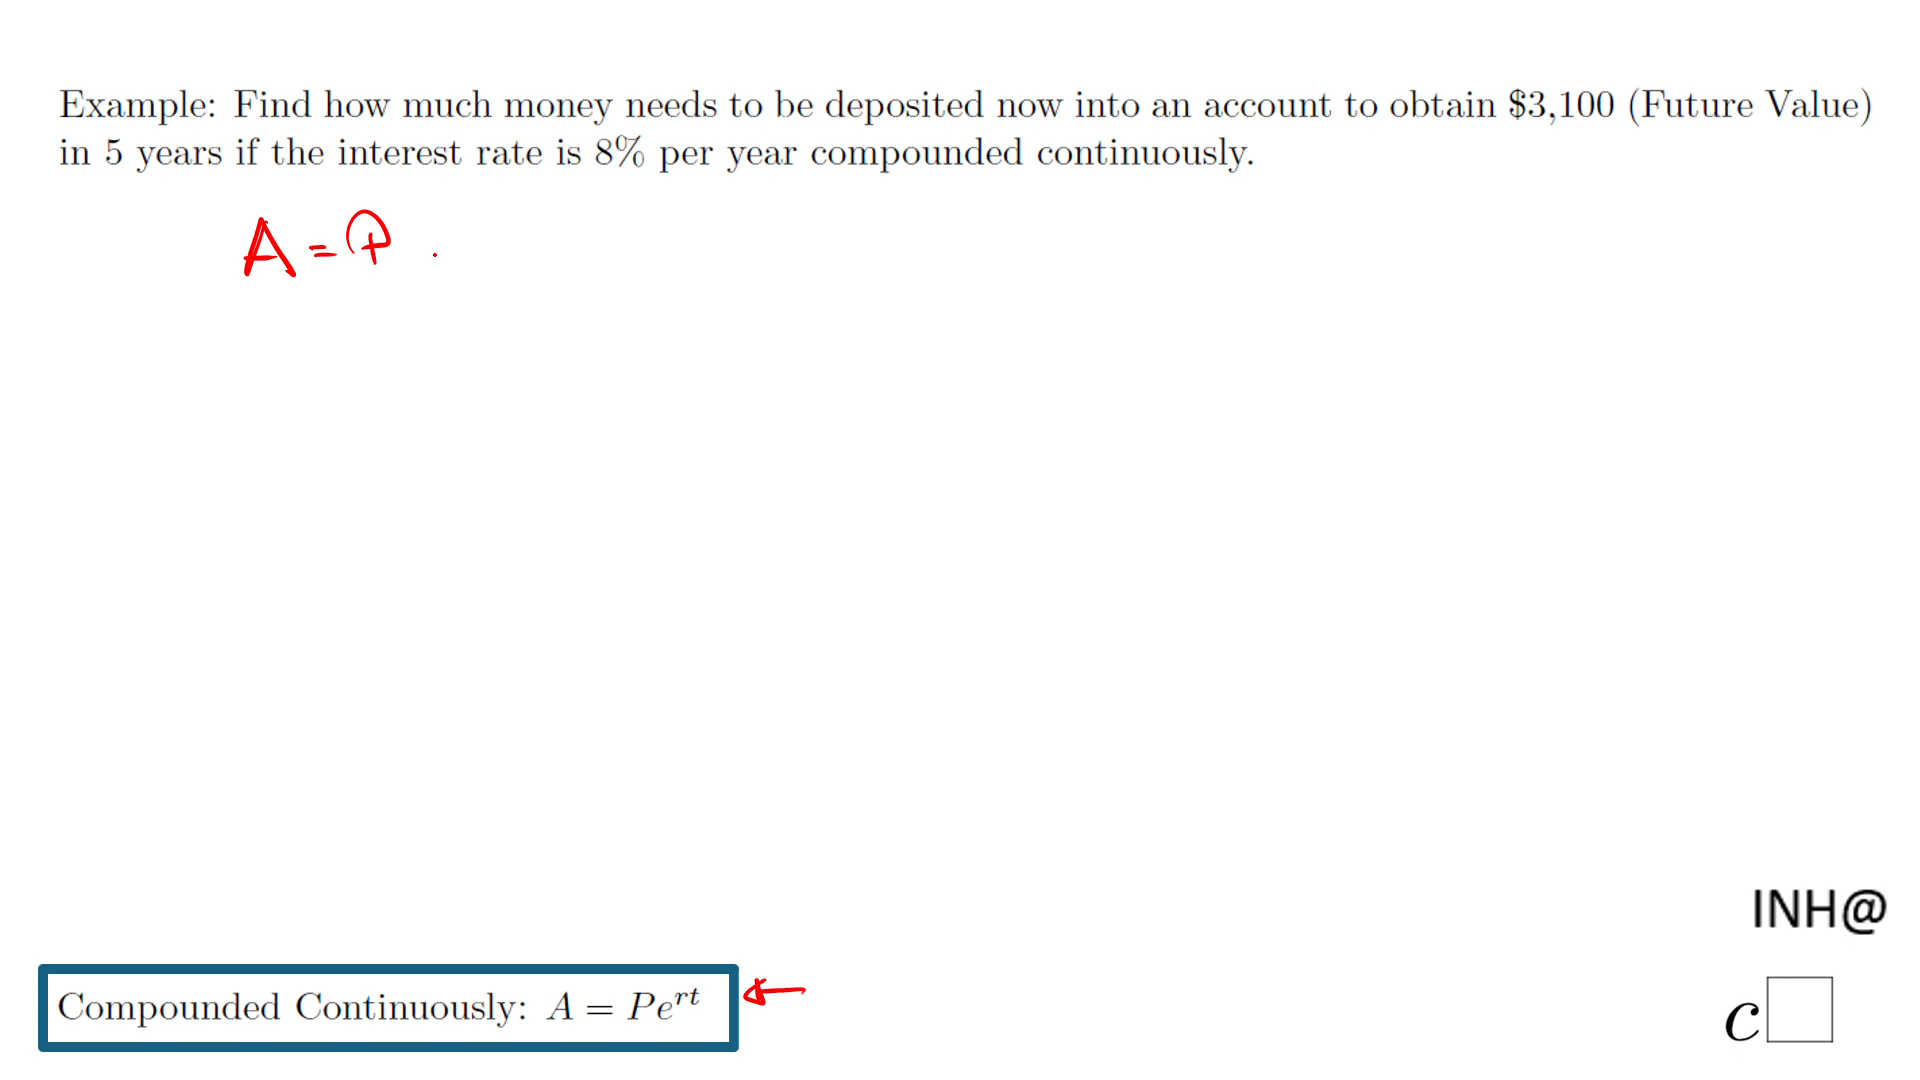 Example: Find how much money needs to be deposited now into an account to obtain $3,100 (Future Value)
in 5 years if the interest rate is 8% per year compounded continuously.
A = P
INH@
Compounded Continuously: A = Pe^{rt}
c